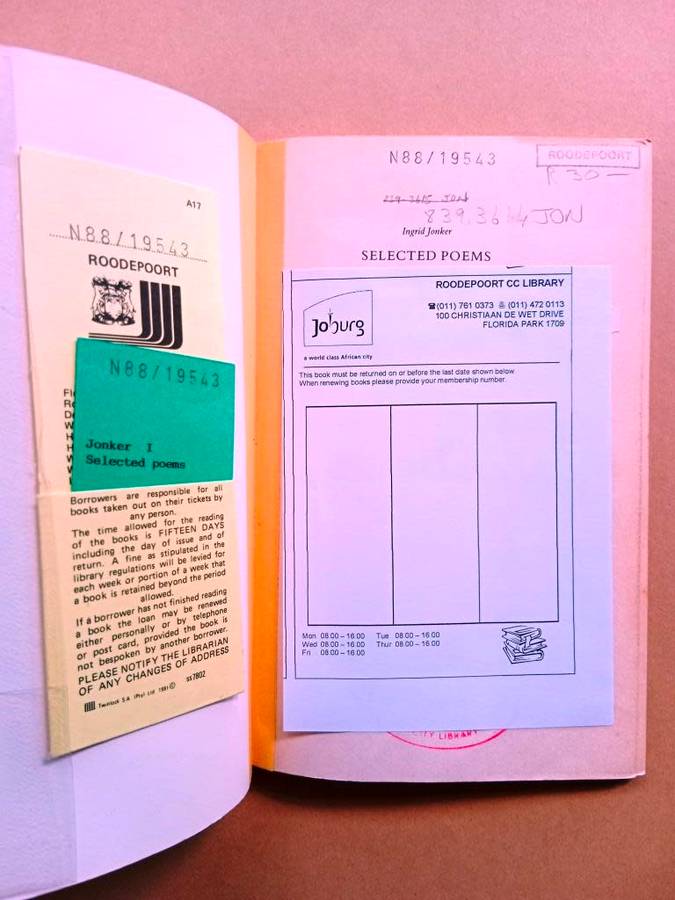 A17
N88/19543
ROODEPOORT
N88/19543
Jonker I
Selected poems
Borrowers are responsible for all
books taken out on their tickets by
any person.
The time allowed for the reading
of the books is FIFTEEN DAYS
including the day of issue and of
return. A fine as stipulated in the
library regulations will be levied for
each week or portion of a week that
a book is retained beyond the period
allowed.
If a borrower has not finished reading
a book the loan may be renewed
either personally or by telephone
or post card, provided the book is
not bespoken by another borrower.
PLEASE NOTIFY THE LIBRARIAN
OF ANY CHANGES OF ADDRESS
Twinlock S.A. (Pty) Ltd 1981 © ss7802
N88/19543
ROODEPOORT
R 30-
JON
839.3614 JON
Ingrid Jonker
SELECTED POEMS
ROODEPOORT CC LIBRARY
(011) 761 0373 (011) 472 0113
100 CHRISTIAAN DE WET DRIVE
FLORIDA PARK 1709
Joburg
a world class African city
This book must be returned on or before the last date shown below
When renewing books please provide your membership number.
Mon 08:00 – 16:00 Tue 08:00 – 16:00
Wed 08:00 – 16:00 Thur 08:00 – 16:00
Fri 08:00 – 16:00
CITY LIBRARY